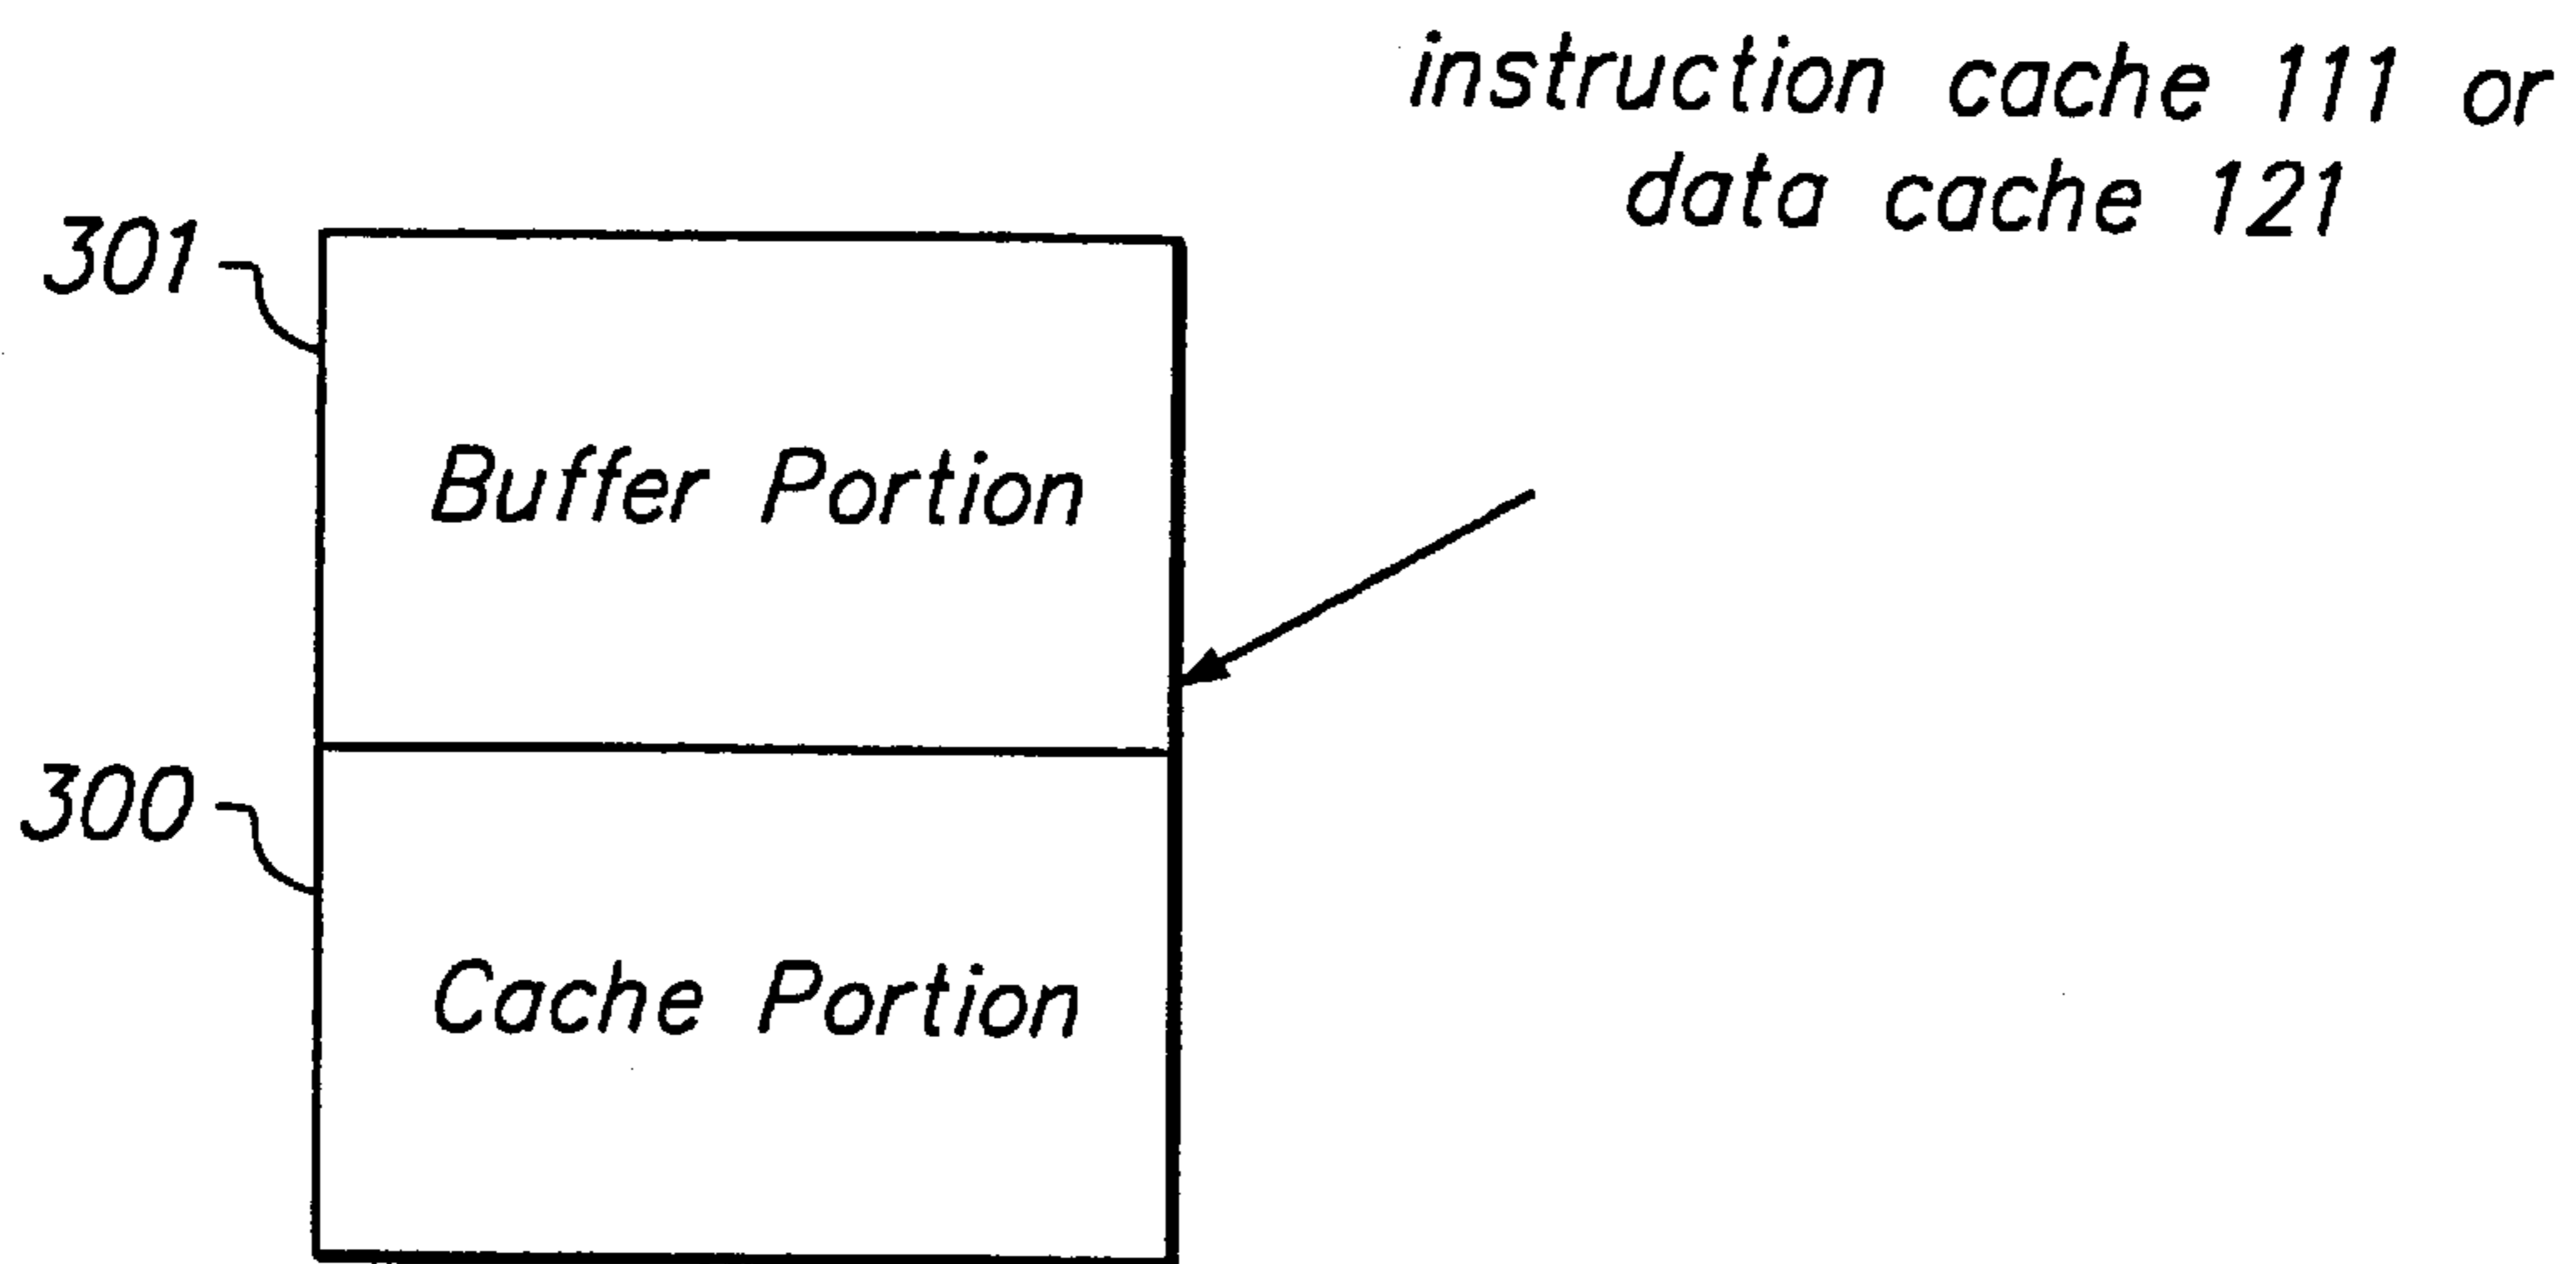 instruction cache 111 or
data cache 121
301
Buffer Portion
300
Cache Portion